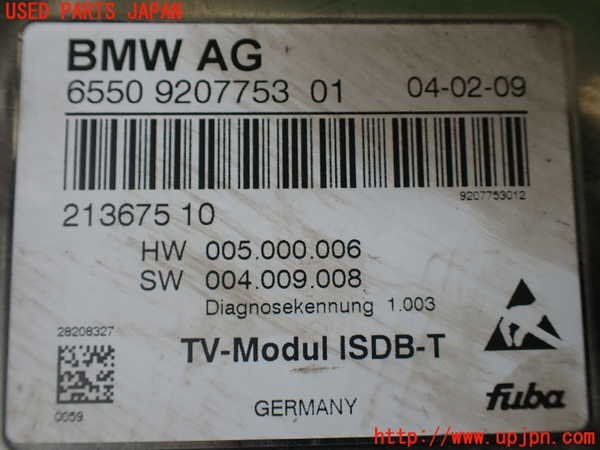 USED PARTS JAPAN
BMW AG
6550 9207753 01 04-02-09
9207753012
213675 10
HW 005.000.006
SW 004.009.008
Diagnosekennung 1.003
28208327
TV-Modul ISDB-T
0059
GERMANY
fuba
http://www.upjpn.com/